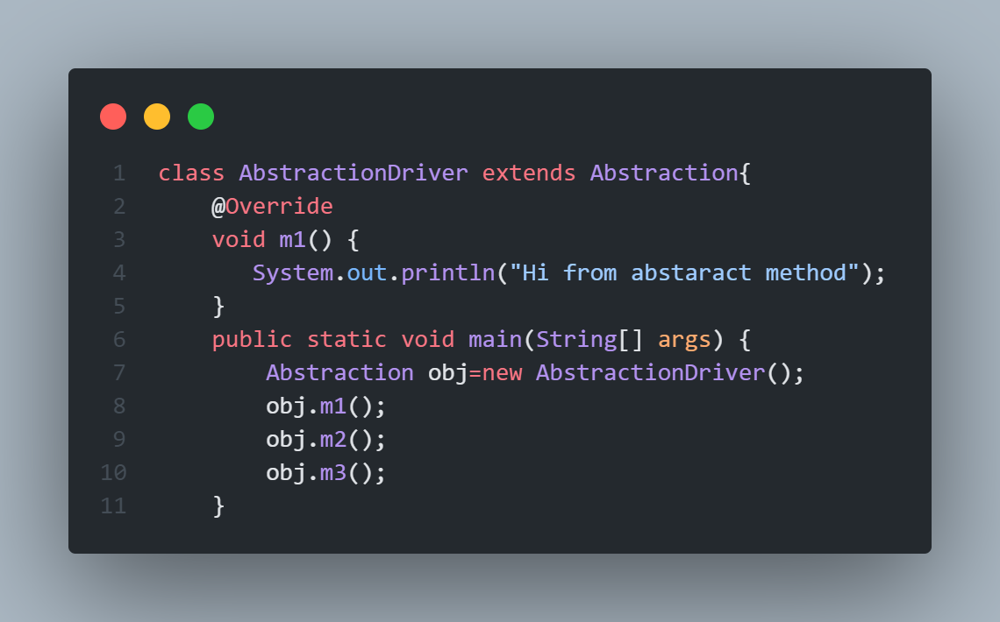 1 class AbstractionDriver extends Abstraction{
2     @Override
3     void m1() {
4        System.out.println("Hi from abstaract method");
5     }
6     public static void main(String[] args) {
7         Abstraction obj=new AbstractionDriver();
8         obj.m1();
9         obj.m2();
10         obj.m3();
11     }